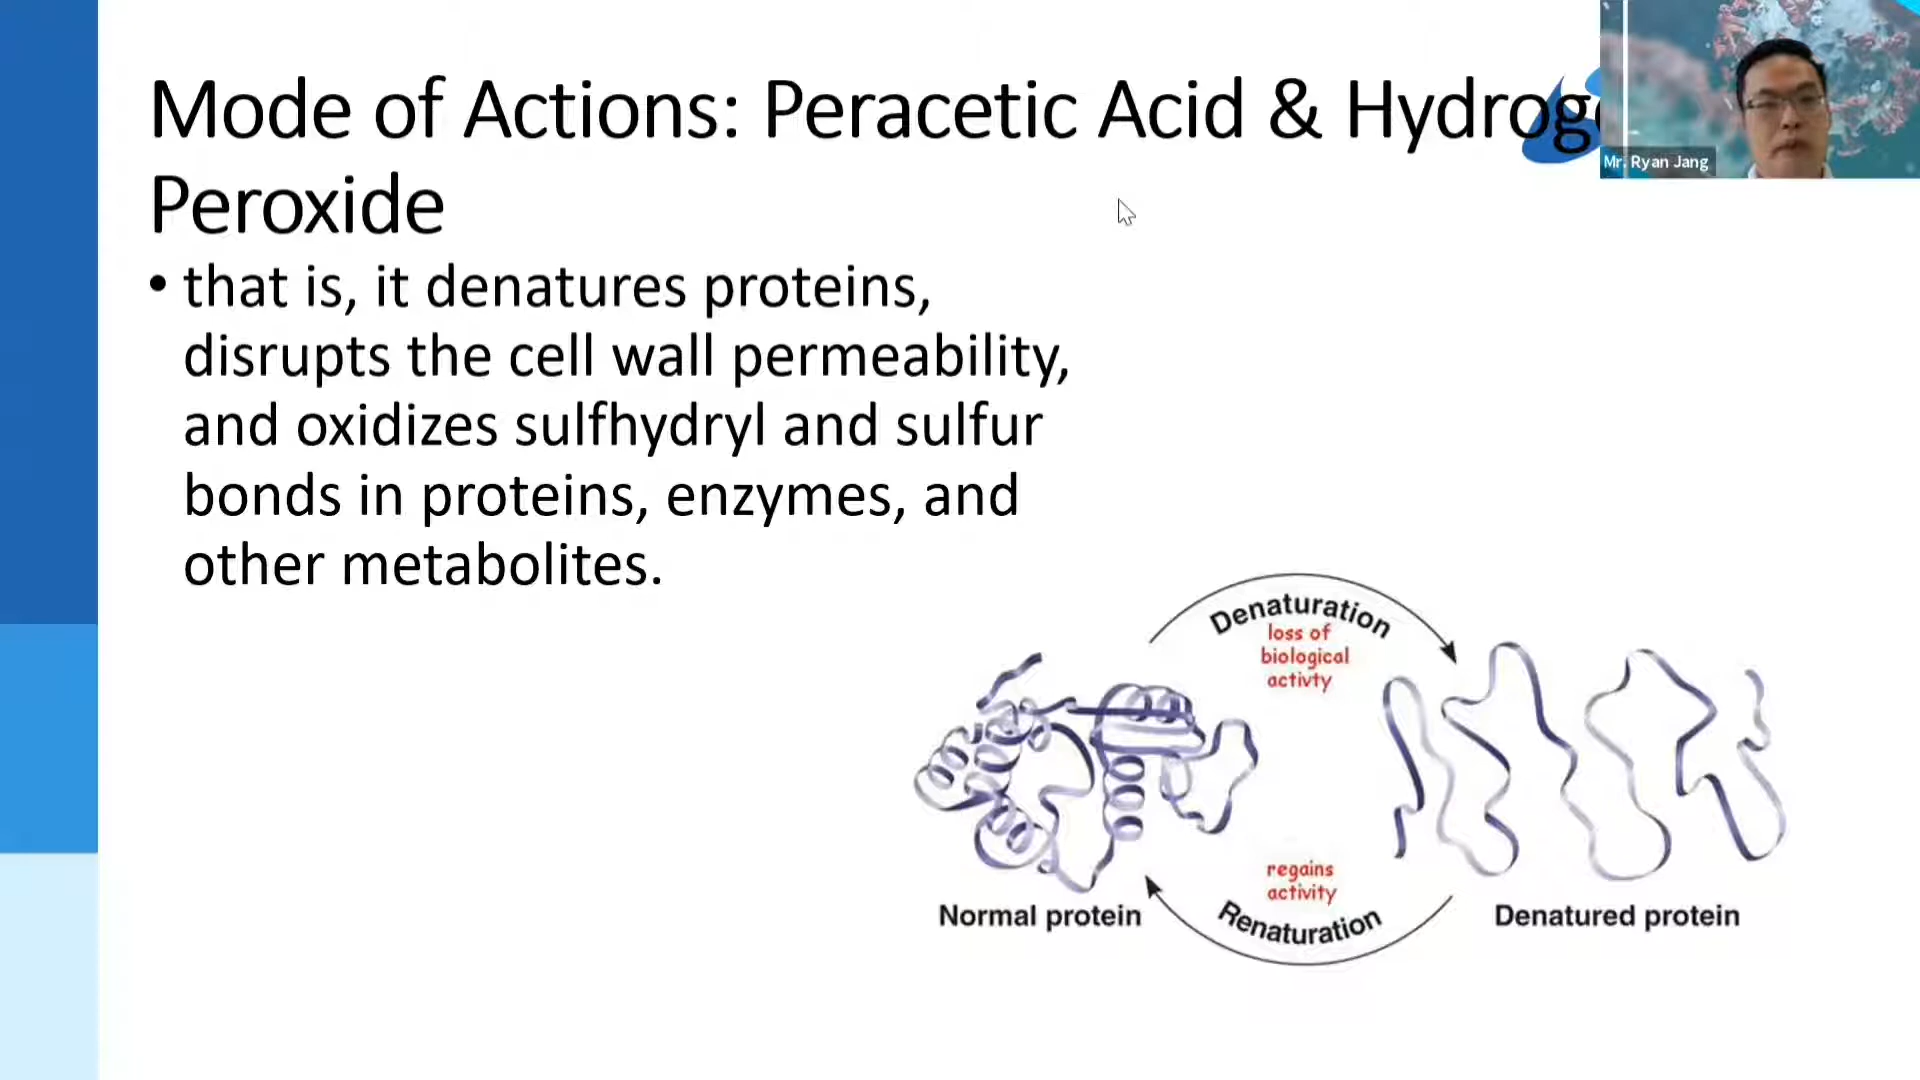 Mode of Actions: Peracetic Acid & Hydrog
Peroxide
Mr. Ryan Jang
• that is, it denatures proteins,
disrupts the cell wall permeability,
and oxidizes sulfhydryl and sulfur
bonds in proteins, enzymes, and
other metabolites.
Denaturation
loss of
biological
activty
regains
activity
Renaturation
Normal protein
Denatured protein